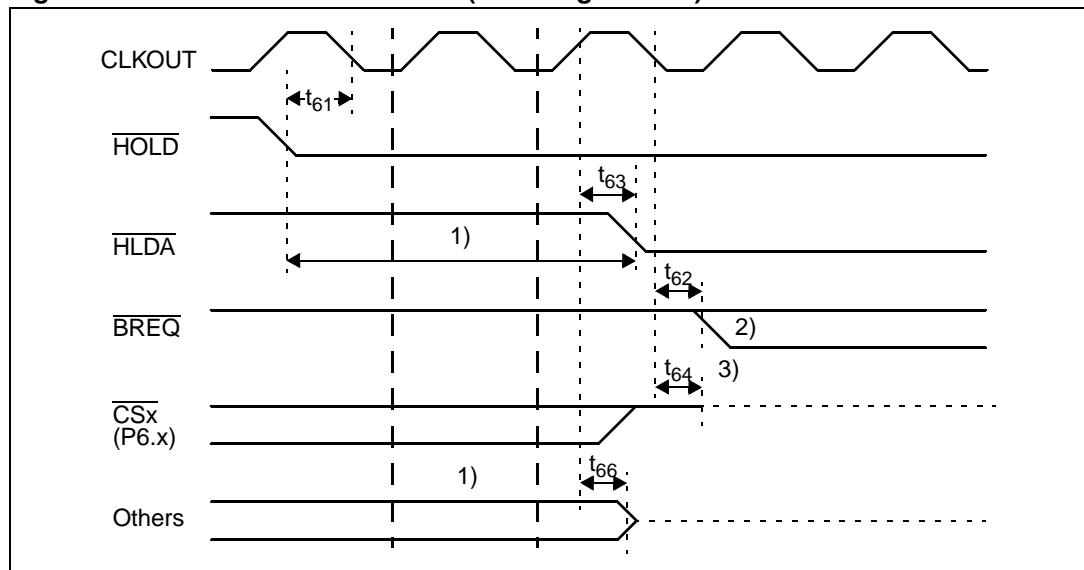 CLKOUT
t61
HOLD
t63
HLDA
1)
t62
BREQ
2)
t64
3)
CSx
(P6.x)
1)
t66
Others